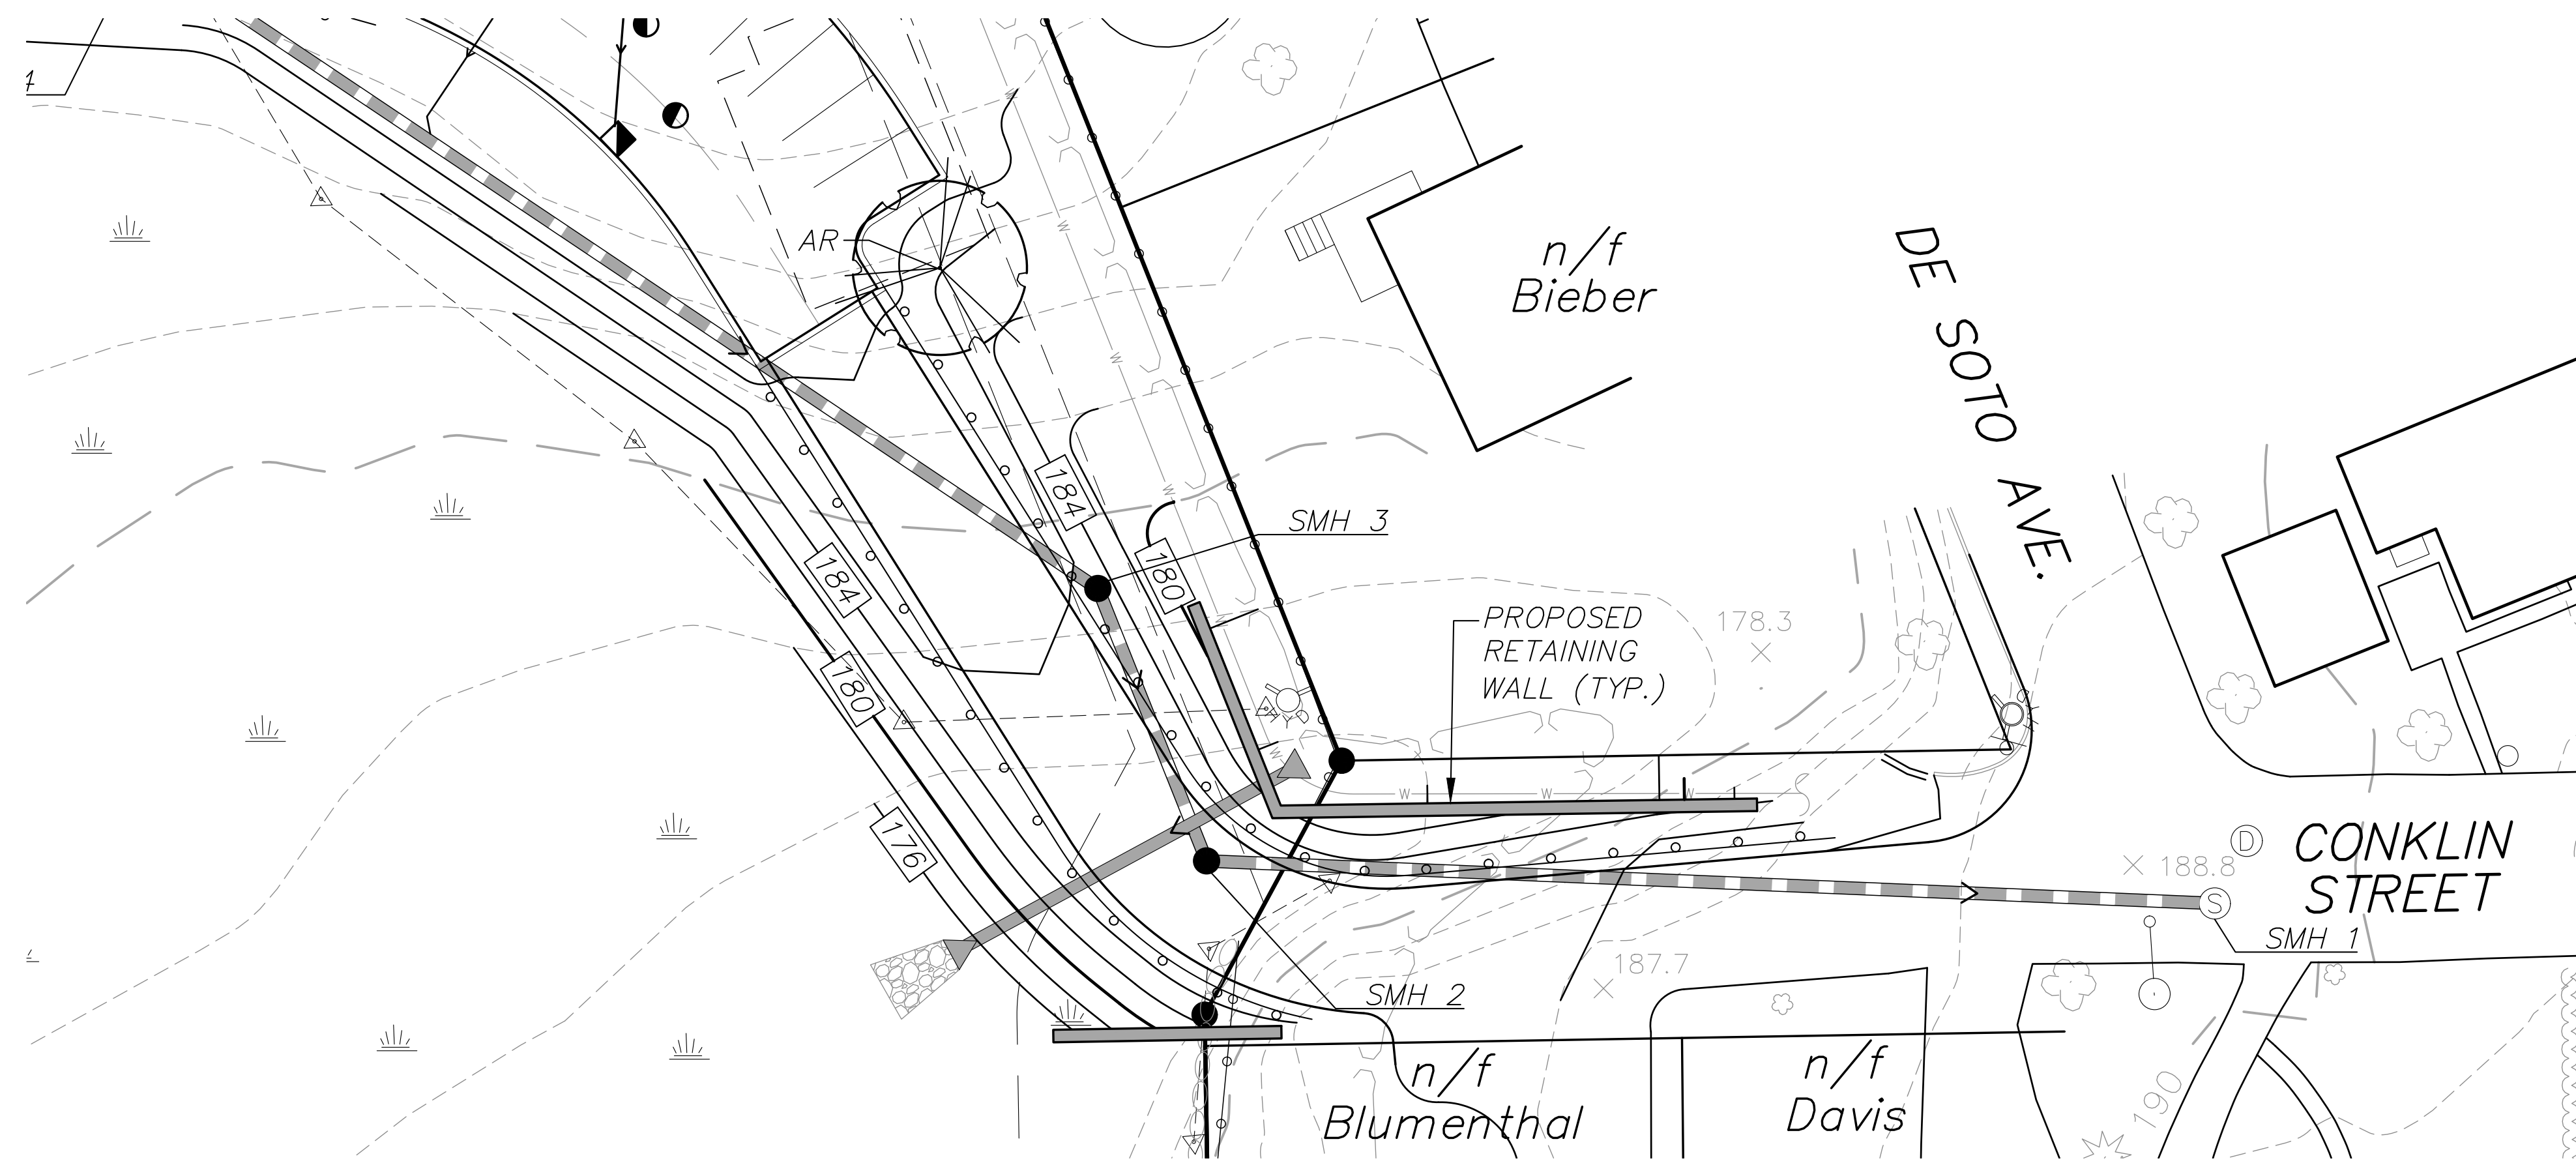 4
AR
n/f
Bieber
DE SOTO AVE.
184
SMH 3
180
184
PROPOSED
RETAINING
WALL (TYP.)
178.3
180
W
W
W
176
D
CONKLIN
STREET
188.8
S
SMH 1
187.7
SMH 2
n/f
Blumenthal
n/f
Davis
190